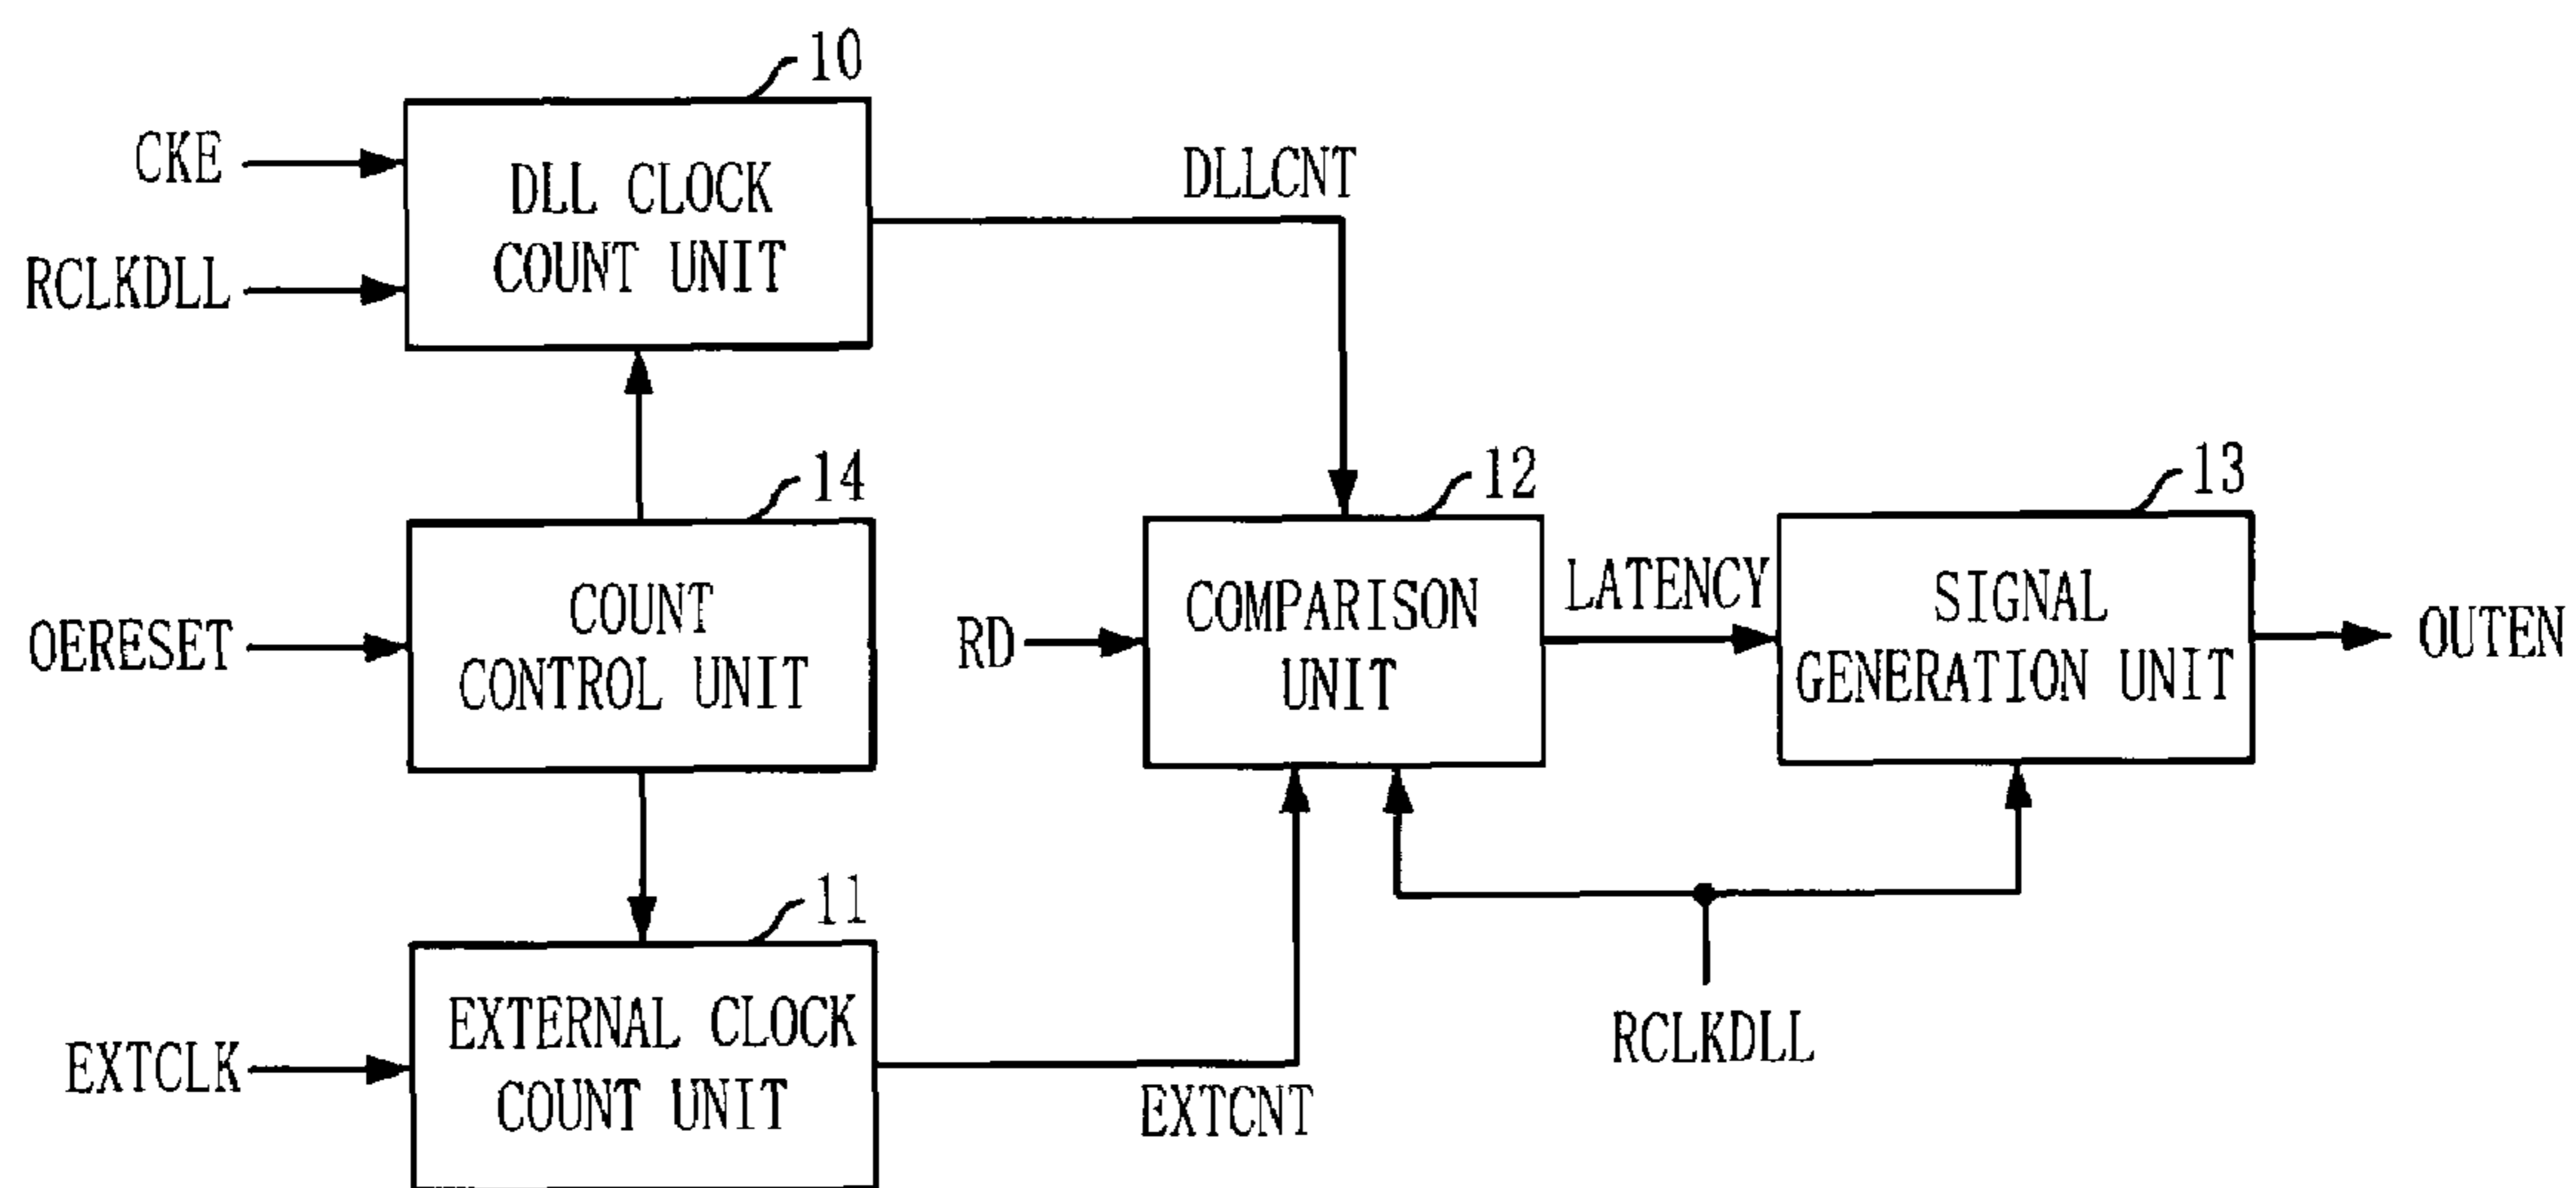 10
CKE
DLL CLOCK
COUNT UNIT
RCLKDLL
DLLCNT
14
OERESET
COUNT
CONTROL UNIT
12
RD
COMPARISON
UNIT
LATENCY
13
SIGNAL
GENERATION UNIT
OUTEN
11
EXTCLK
EXTERNAL CLOCK
COUNT UNIT
EXTCNT
RCLKDLL